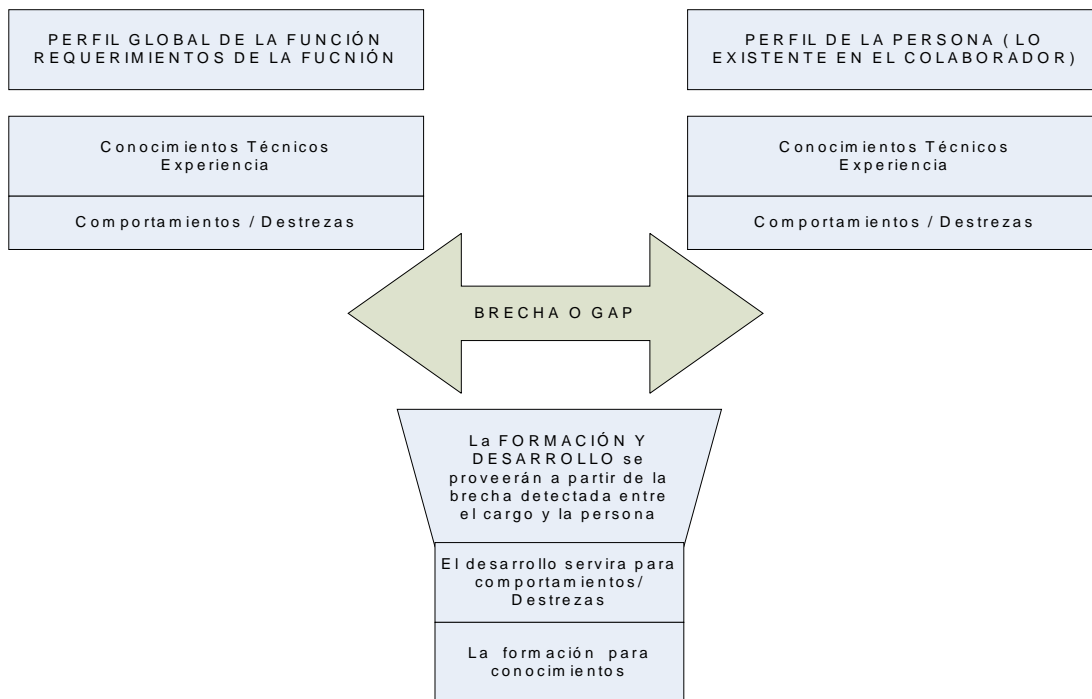 PERFIL GLOBAL DE LA FUNCIÓN
REQUERIMIENTOS DE LA FUCNIÓN
Conocimientos Técnicos
Experiencia
Comportamientos / Destrezas
PERFIL DE LA PERSONA ( LO
EXISTENTE EN EL COLABORADOR)
Conocimientos Técnicos
Experiencia
Comportamientos / Destrezas
BRECHA O GAP
La FORMACIÓN Y
DESARROLLO se
proveerán a partir de la
brecha detectada entre
el cargo y la persona
El desarrollo servira para
comportamientos/
Destrezas
La formación para
conocimientos